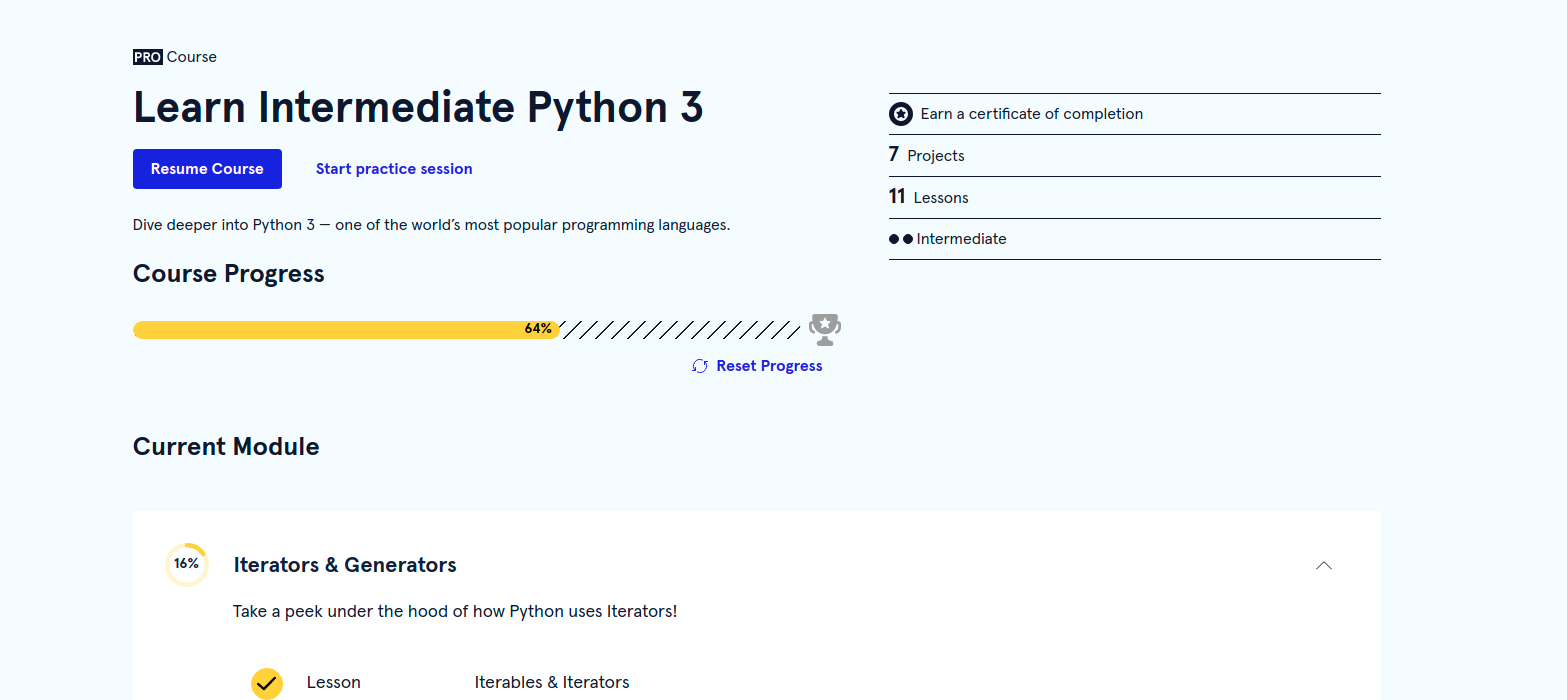 PRO Course
Learn Intermediate Python 3
Resume Course
Start practice session
Dive deeper into Python 3 — one of the world’s most popular programming languages.
Earn a certificate of completion
7 Projects
11 Lessons
Intermediate
Course Progress
64%
Reset Progress
Current Module
16%
Iterators & Generators
Take a peek under the hood of how Python uses Iterators!
Lesson Iterables & Iterators